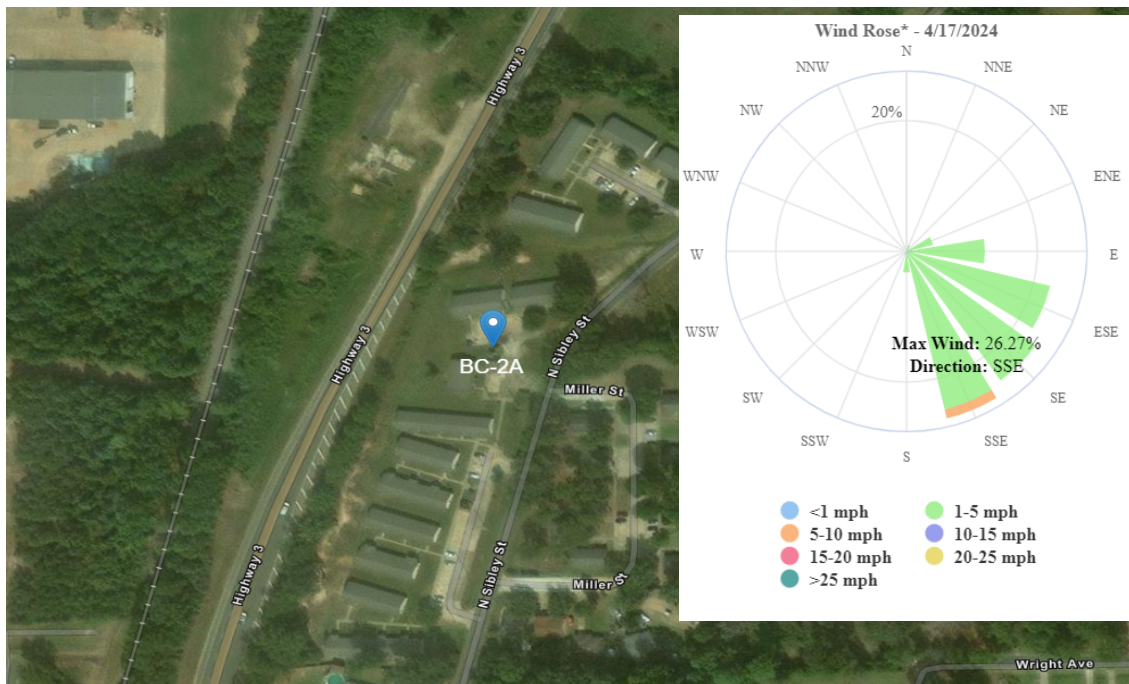 Wind Rose* - 4/17/2024
N
NNW
NNE
NW
NE
20%
WNW
ENE
W
E
WSW
ESE
Max Wind: 26.27%
Direction: SSE
SW
SE
SSW
SSE
S
<1 mph
1-5 mph
5-10 mph
10-15 mph
15-20 mph
20-25 mph
>25 mph
Highway 3
Highway 3
N Sibley St
BC-2A
Miller St
Highway 3
N Sibley St
Miller St
Wright Ave